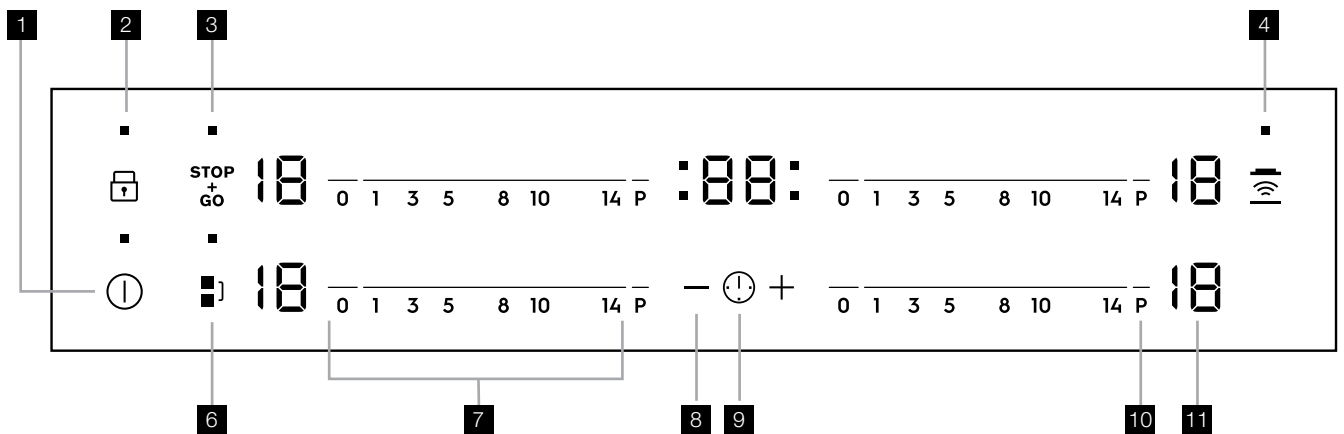 1 2 3 4
STOP
+
GO
18 0 1 3 5 8 10 14 P :88: 0 1 3 5 8 10 14 P 18
18 0 1 3 5 8 10 14 P − + 0 1 3 5 8 10 14 P 18
6 7 8 9 10 11